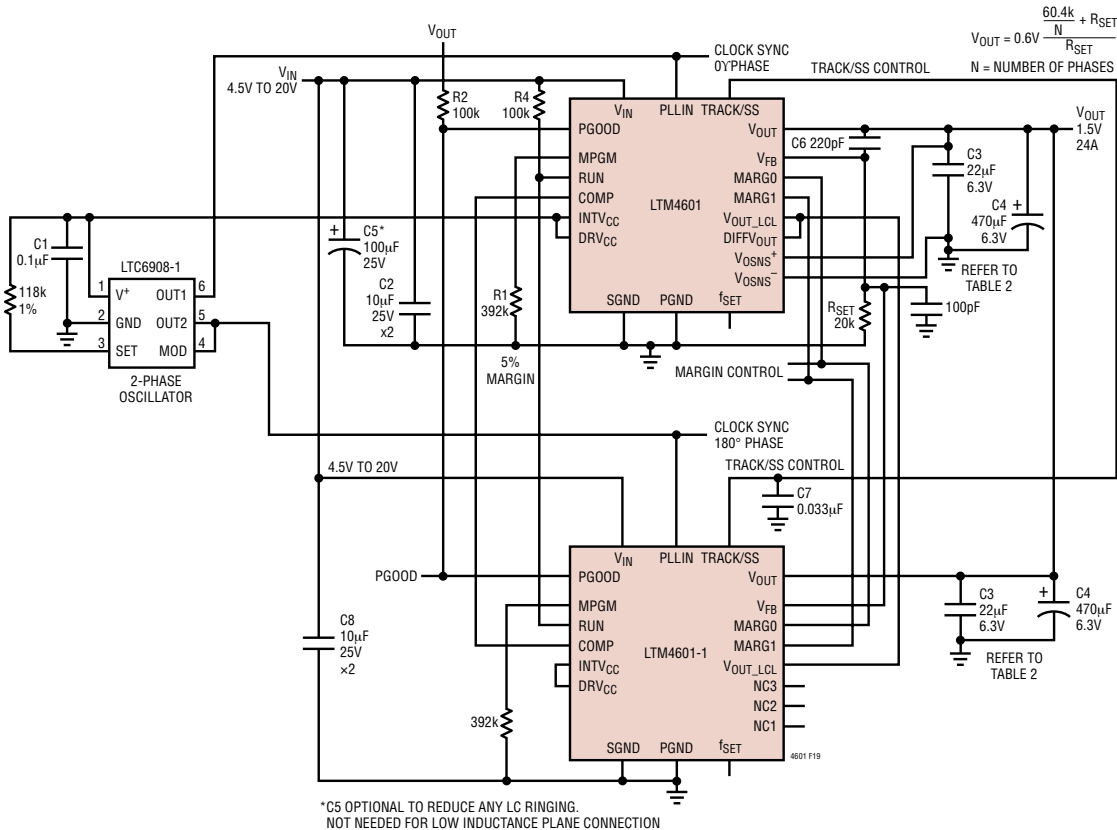 60.4k
N
+ RSET
VOUT = 0.6V
RSET
N = NUMBER OF PHASES
VOUT
CLOCK SYNC
0ϒPHASE
TRACK/SS CONTROL
VIN
4.5V TO 20V
R2
100k
R4
100k
VIN
PLLIN
TRACK/SS
PGOOD
MPGM
RUN
COMP
INTVCC
DRVCC
LTM4601
VOUT
VFB
MARG0
MARG1
VOUT_LCL
DIFFVOUT
VOSNS+
VOSNS–
SGND
PGND
fSET
C6 220pF
VOUT
1.5V
24A
C3
22µF
6.3V
+
C4
470µF
6.3V
REFER TO
TABLE 2
100pF
RSET
20k
+
C5*
100µF
25V
C2
10µF
25V
x2
R1
392k
5%
MARGIN
MARGIN CONTROL
C1
0.1µF
118k
1%
LTC6908-1
1
V+
OUT1
6
2
GND
OUT2
5
3
SET
MOD
4
2-PHASE
OSCILLATOR
CLOCK SYNC
180° PHASE
4.5V TO 20V
TRACK/SS CONTROL
C7
0.033µF
VIN
PLLIN
TRACK/SS
PGOOD
PGOOD
MPGM
RUN
COMP
INTVCC
DRVCC
LTM4601-1
VOUT
VFB
MARG0
MARG1
VOUT_LCL
NC3
NC2
NC1
SGND
PGND
fSET
4601 F19
C8
10µF
25V
×2
392k
C3
22µF
6.3V
+
C4
470µF
6.3V
REFER TO
TABLE 2
*C5 OPTIONAL TO REDUCE ANY LC RINGING.
NOT NEEDED FOR LOW INDUCTANCE PLANE CONNECTION